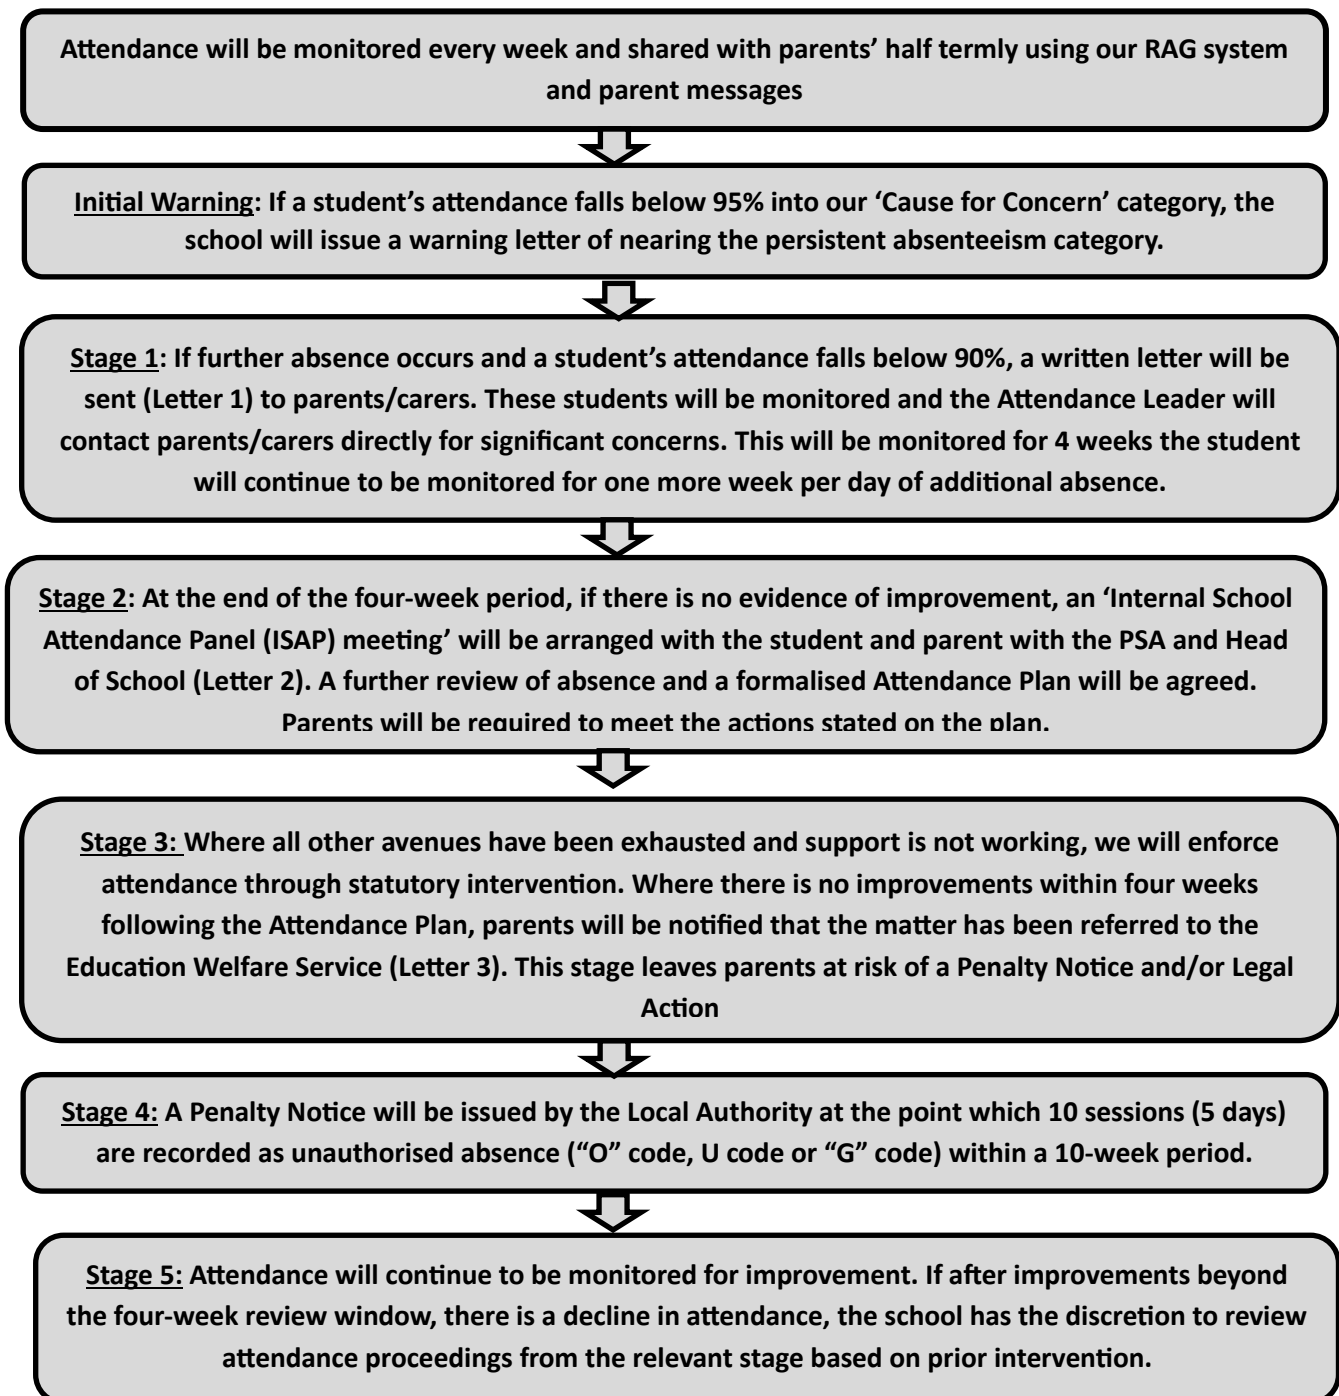 Attendance will be monitored every week and shared with parents’ half termly using our RAG system
and parent messages
Initial Warning: If a student’s attendance falls below 95% into our ‘Cause for Concern’ category, the
school will issue a warning letter of nearing the persistent absenteeism category.
Stage 1: If further absence occurs and a student’s attendance falls below 90%, a written letter will be
sent (Letter 1) to parents/carers. These students will be monitored and the Attendance Leader will
contact parents/carers directly for significant concerns. This will be monitored for 4 weeks the student
will continue to be monitored for one more week per day of additional absence.
Stage 2: At the end of the four-week period, if there is no evidence of improvement, an ‘Internal School
Attendance Panel (ISAP) meeting’ will be arranged with the student and parent with the PSA and Head
of School (Letter 2). A further review of absence and a formalised Attendance Plan will be agreed.
Parents will be required to meet the actions stated on the plan.
Stage 3: Where all other avenues have been exhausted and support is not working, we will enforce
attendance through statutory intervention. Where there is no improvements within four weeks
following the Attendance Plan, parents will be notified that the matter has been referred to the
Education Welfare Service (Letter 3). This stage leaves parents at risk of a Penalty Notice and/or Legal
Action
Stage 4: A Penalty Notice will be issued by the Local Authority at the point which 10 sessions (5 days)
are recorded as unauthorised absence (“O” code, U code or “G” code) within a 10-week period.
Stage 5: Attendance will continue to be monitored for improvement. If after improvements beyond
the four-week review window, there is a decline in attendance, the school has the discretion to review
attendance proceedings from the relevant stage based on prior intervention.